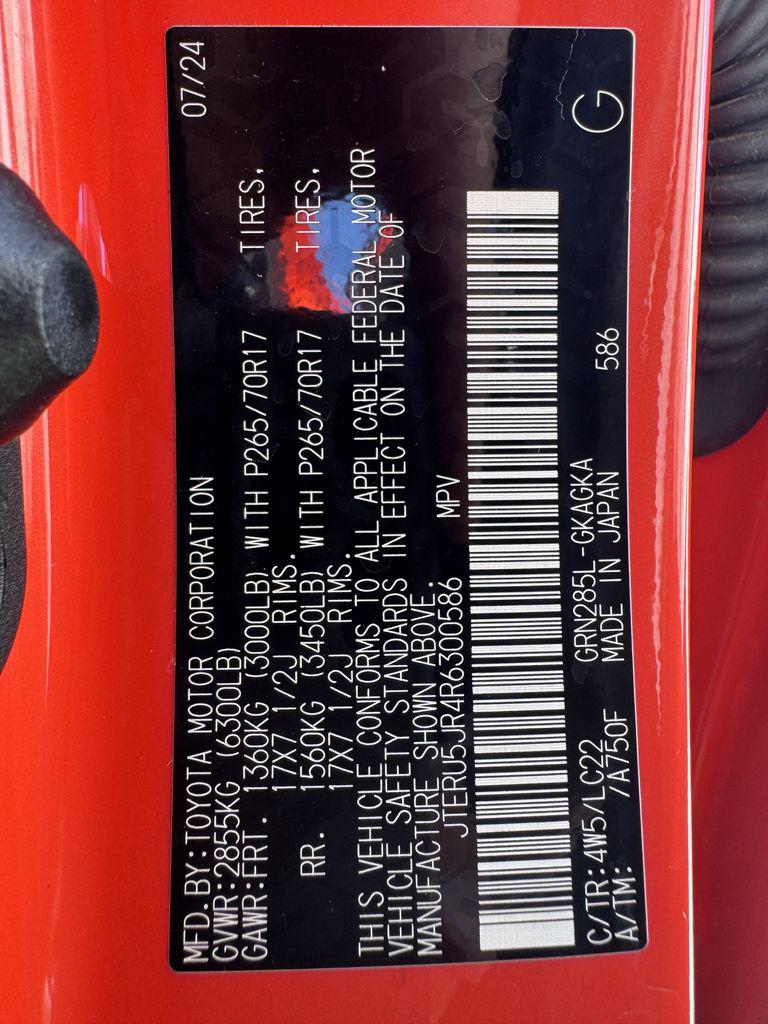 MFD.BY:TOYOTA MOTOR CORPORATION 07/24
GVWR:2855KG (6300LB)
GAWR:FRT. 1360KG (3000LB) WITH P265/70R17 TIRES,
17X7 1/2J RIMS.
RR. 1560KG (3450LB) WITH P265/70R17 TIRES,
17X7 1/2J RIMS.
THIS VEHICLE CONFORMS TO ALL APPLICABLE FEDERAL MOTOR
VEHICLE SAFETY STANDARDS IN EFFECT ON THE DATE OF
MANUFACTURE SHOWN ABOVE.
JTERU5JR4R6300586 MPV
C/TR:4W5/LC22 GRN285L-GKAGKA G
A/TM: /A750F MADE IN JAPAN 586